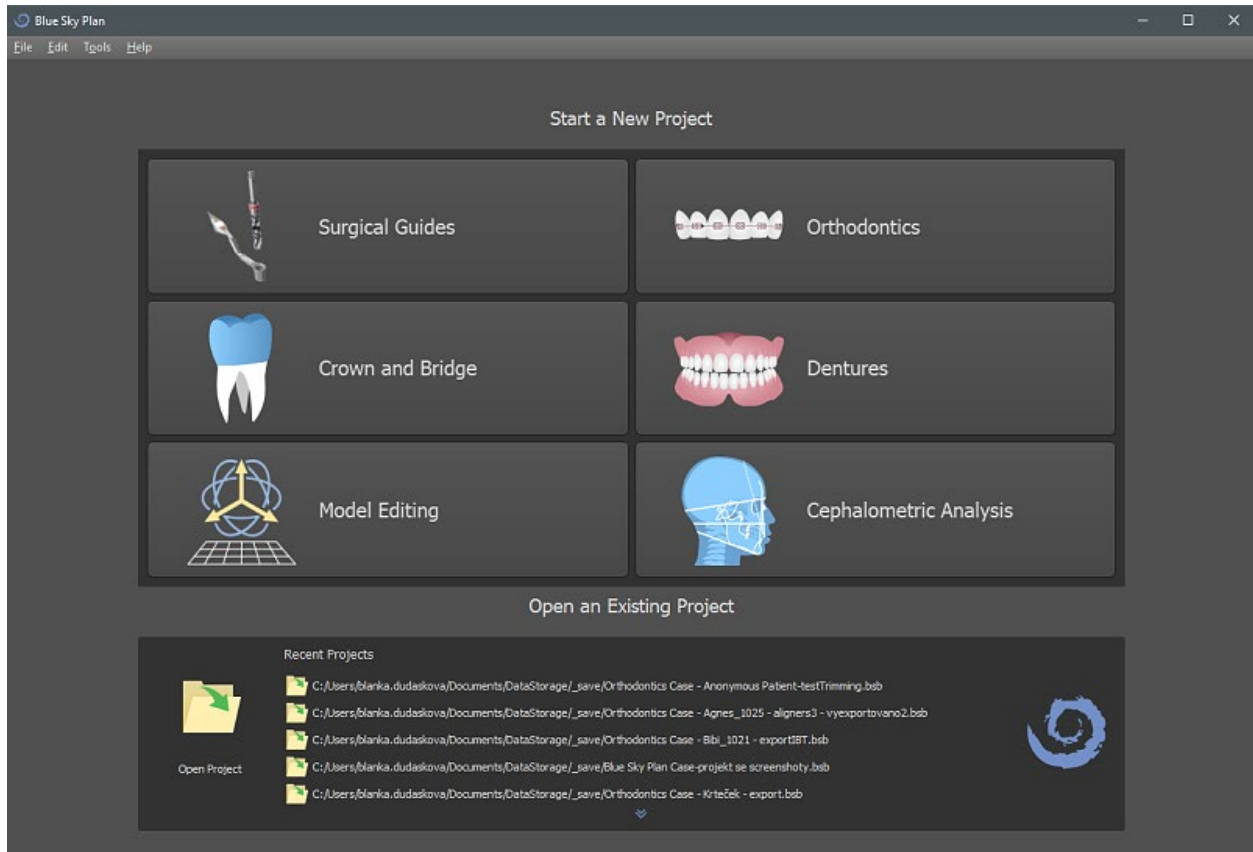 Blue Sky Plan
File Edit Tools Help
Start a New Project
Surgical Guides
Orthodontics
Crown and Bridge
Dentures
Model Editing
Cephalometric Analysis
Open an Existing Project
Recent Projects
C:/Users/blanka.dudaskova/Documents/DataStorage/_save/Orthodontics Case - Anonymous Patient-testTrimming.bsb
C:/Users/blanka.dudaskova/Documents/DataStorage/_save/Orthodontics Case - Agnes_1025 - aligners3 - vyexportovano2.bsb
C:/Users/blanka.dudaskova/Documents/DataStorage/_save/Orthodontics Case - Bibi_1021 - exportIBT.bsb
C:/Users/blanka.dudaskova/Documents/DataStorage/_save/Blue Sky Plan Case-projekt se screenshoty.bsb
C:/Users/blanka.dudaskova/Documents/DataStorage/_save/Orthodontics Case - Krteček - export.bsb
Open Project